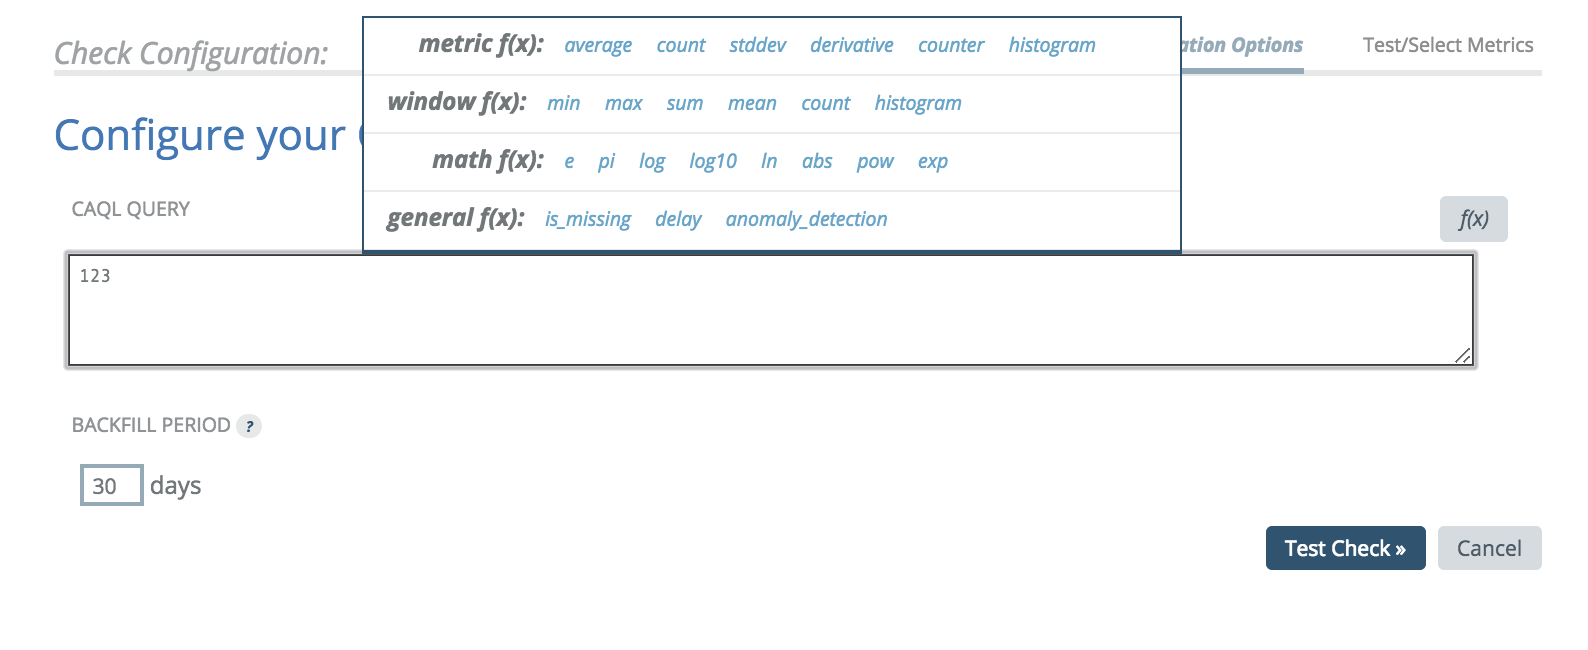 Check Configuration:
metric f(x): average count stddev derivative counter histogram
Options
Test/Select Metrics
window f(x): min max sum mean count histogram
Configure your
math f(x): e pi log log10 ln abs pow exp
CAQL QUERY
general f(x): is_missing delay anomaly_detection
f(x)
123
BACKFILL PERIOD ?
30 days
Test Check »
Cancel